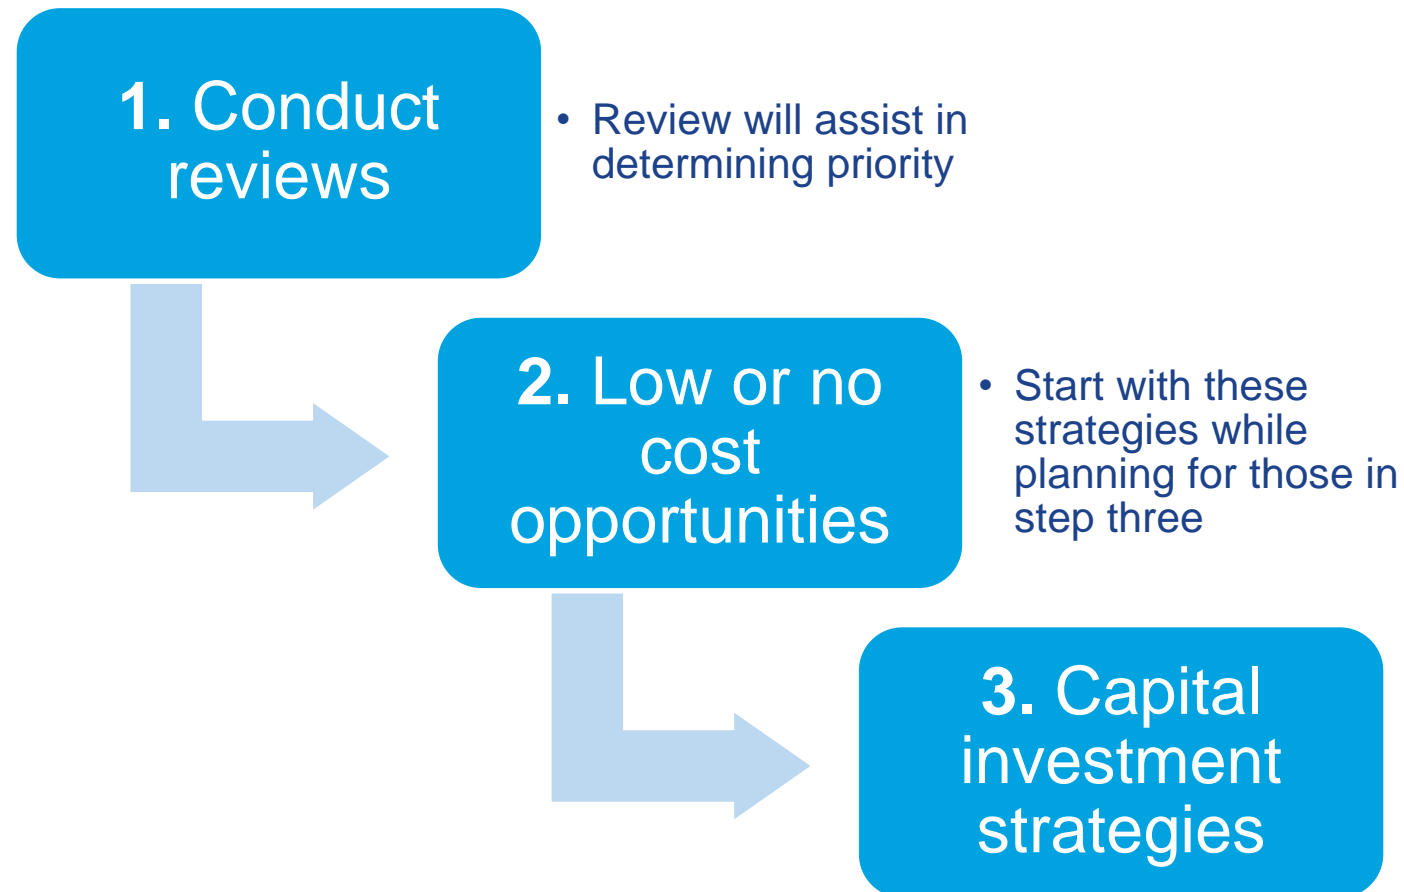 1. Conduct
reviews
• Review will assist in
determining priority
2. Low or no
cost
opportunities
• Start with these
strategies while
planning for those in
step three
3. Capital
investment
strategies